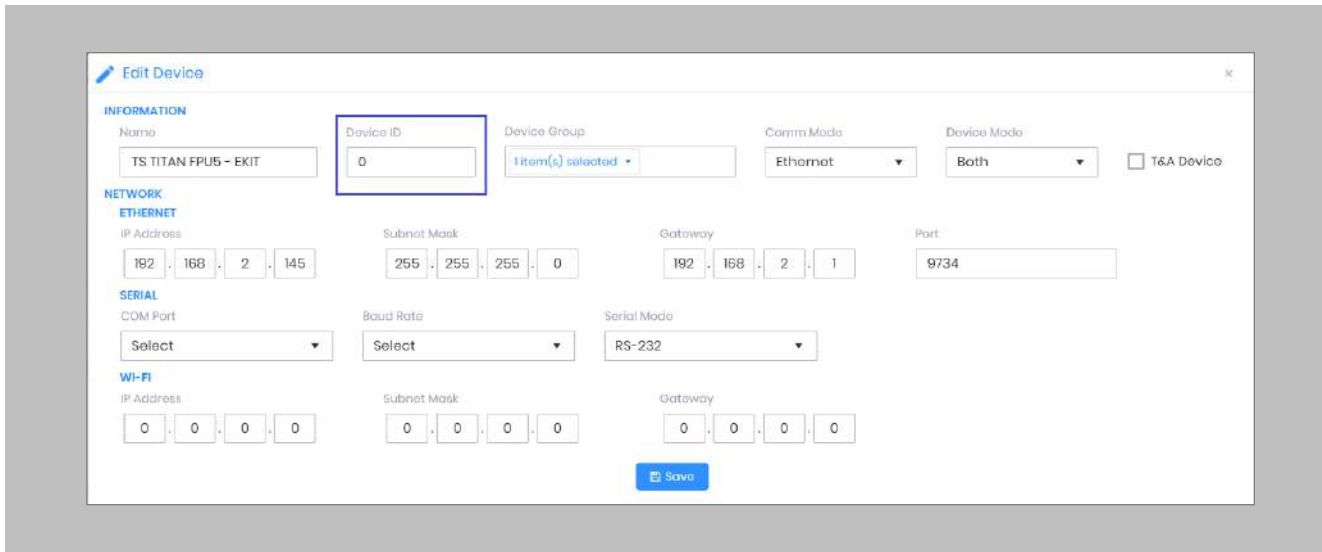 Edit Device ×
INFORMATION
Name Device ID Device Group Comm Mode Device Mode
TS TITAN FPU5 - EKIT 0 1 item(s) selected Ethernet Both T&A Device
NETWORK
ETHERNET
IP Address Subnet Mask Gateway Port
192 . 168 . 2 . 145 255 . 255 . 255 . 0 192 . 168 . 2 . 1 9734
SERIAL
COM Port Baud Rate Serial Mode
Select Select RS-232
WI-FI
IP Address Subnet Mask Gateway
0 . 0 . 0 . 0 0 . 0 . 0 . 0 0 . 0 . 0 . 0
Save